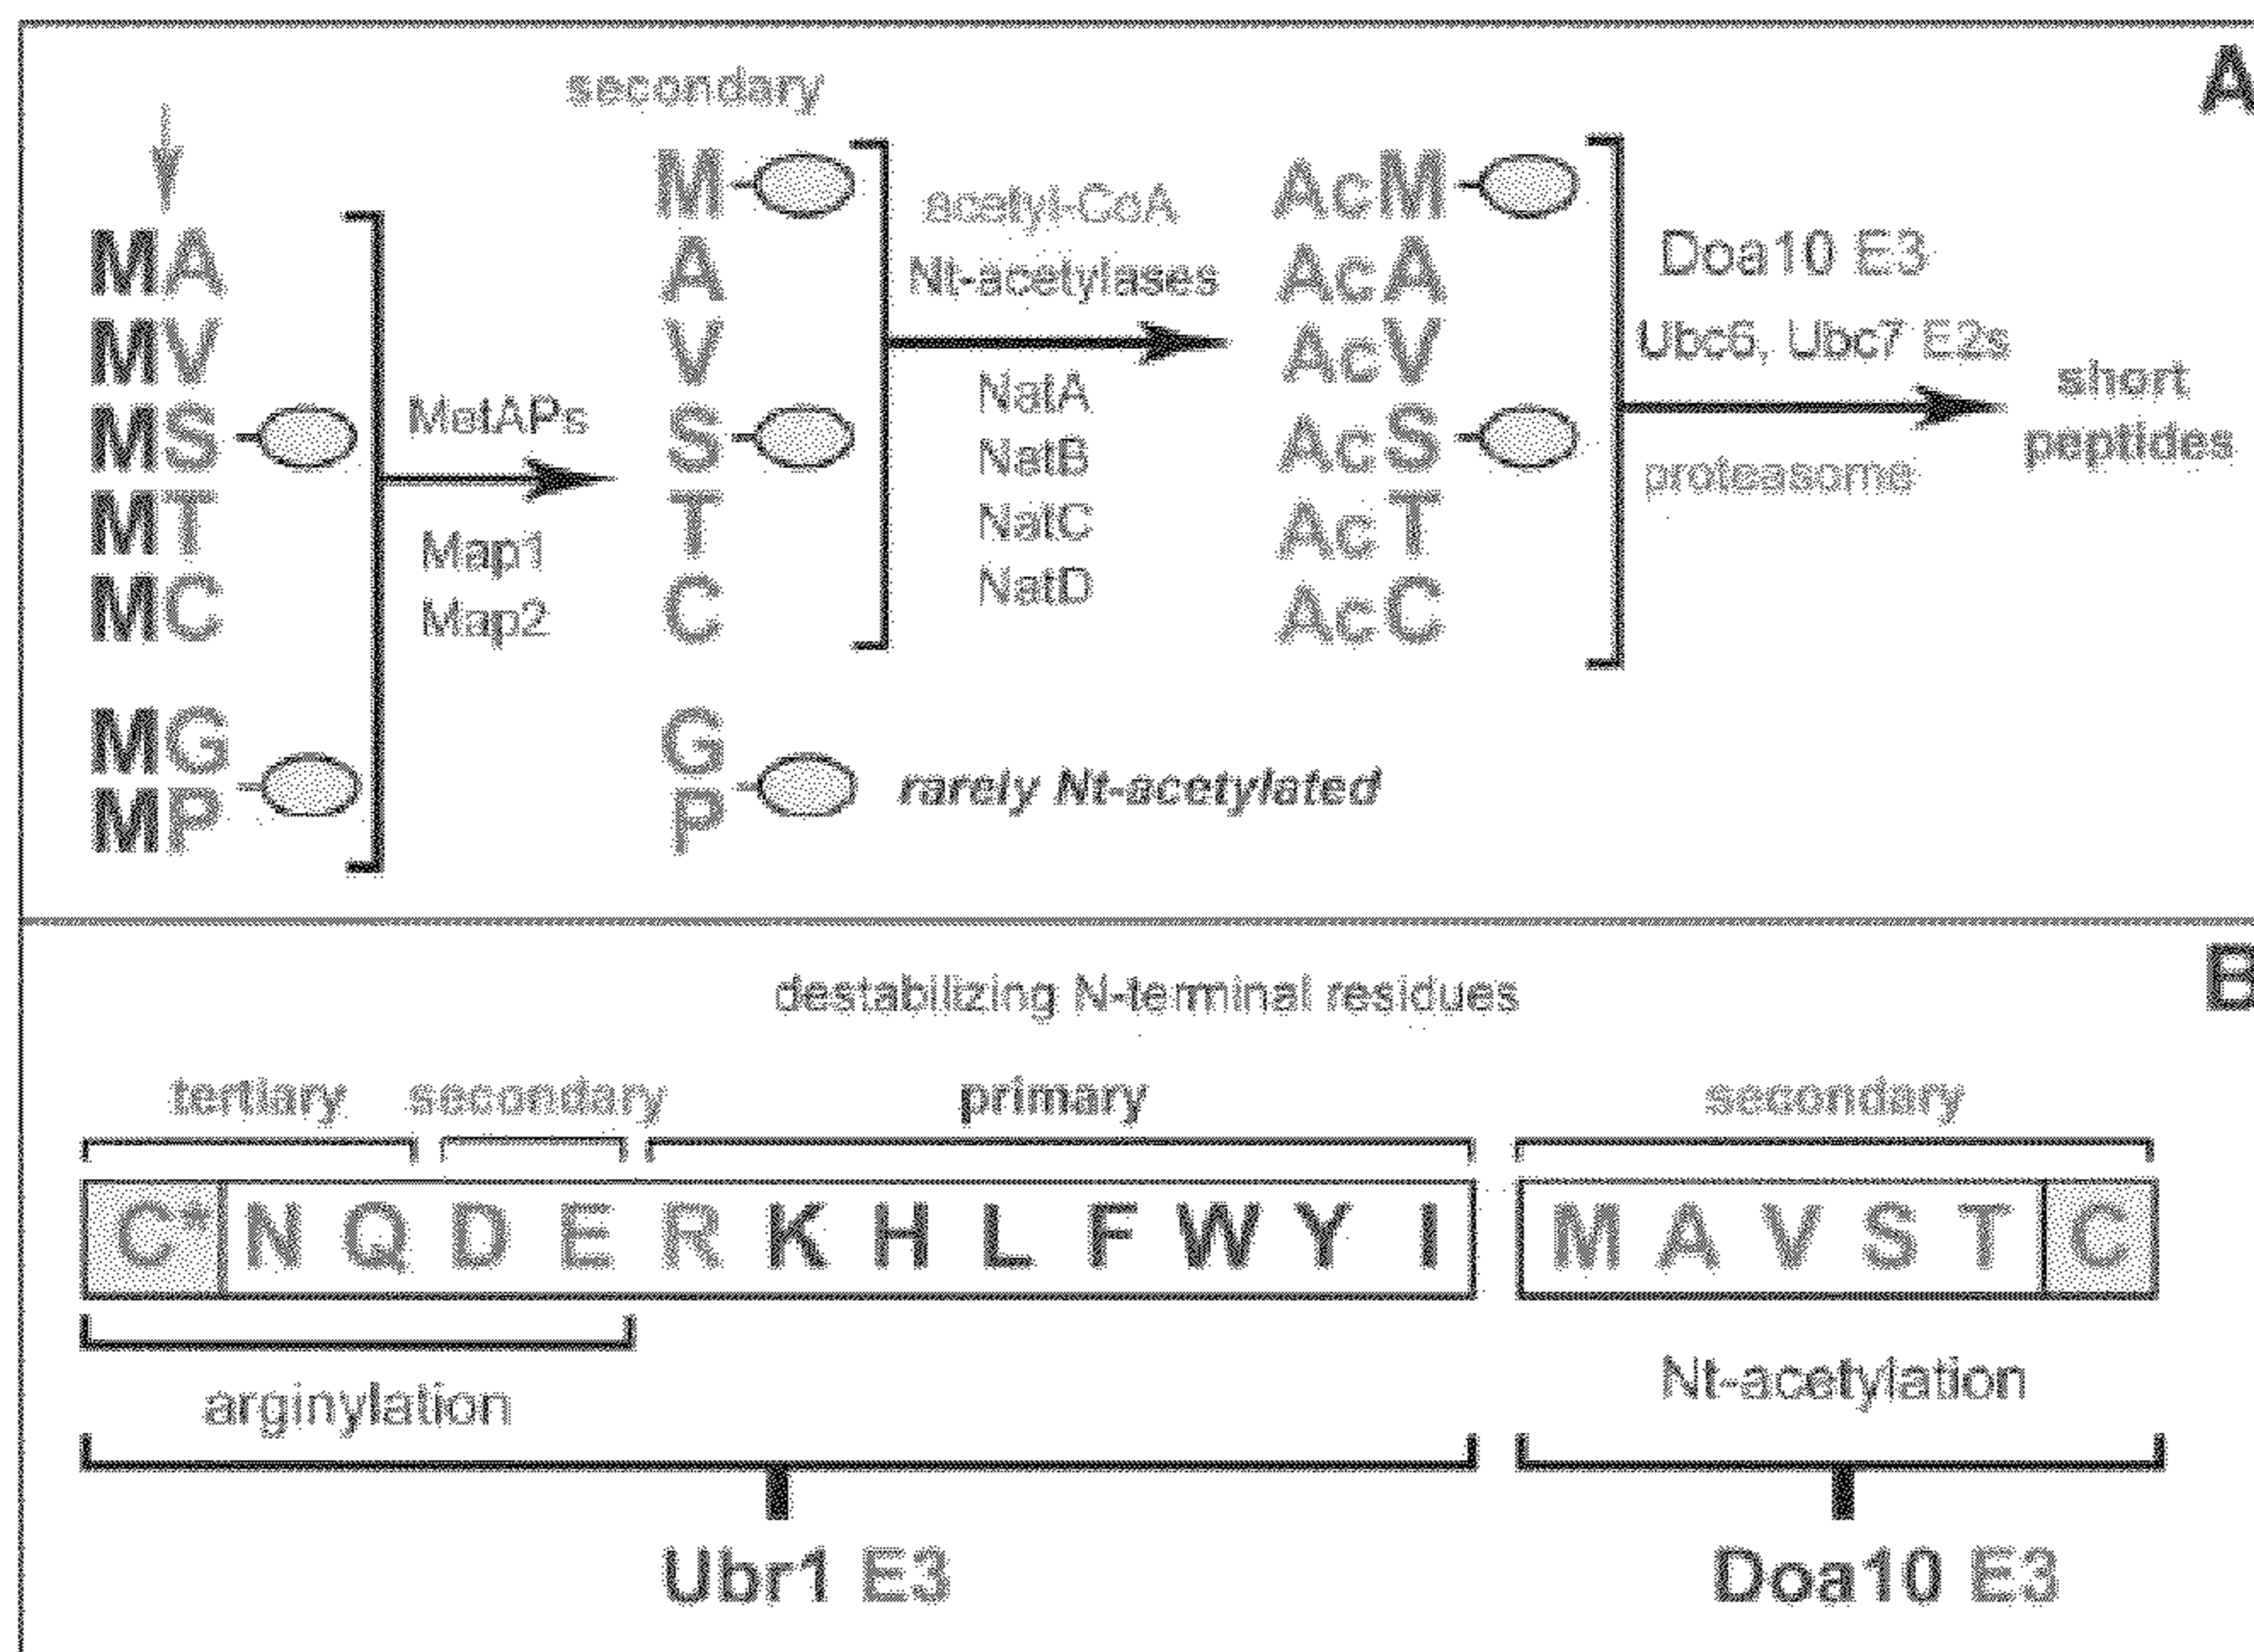 A
secondary
MA
MV
MS
MT
MC
MG
MP
MetAPs
Map1
Map2
M
A
V
S
T
C
G
P
acetyl-CoA
Nt-acetylases
NatA
NatB
NatC
NatD
rarely Nt-acetylated
AcM
AcA
AcV
AcS
AcT
AcC
Doa10 E3
Ubc6, Ubc7 E2s
proteasome
short
peptides
B
destabilizing N-terminal residues
tertiary secondary primary secondary
C* N Q D E R K H L F W Y I M A V S T C
arginylation
Nt-acetylation
Ubr1 E3
Doa10 E3